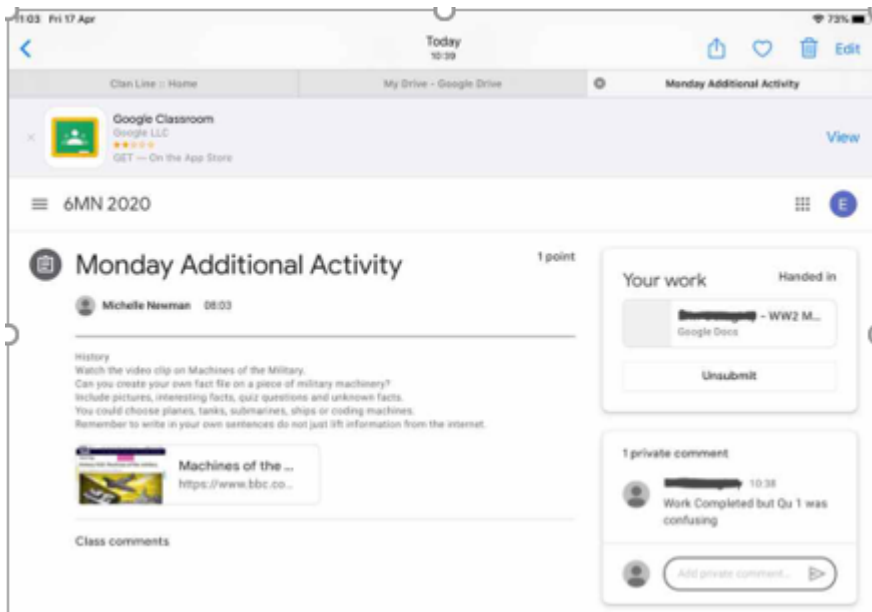 11:03 Fri 17 Apr
73%
Today
10:39
Edit
Clan Line :: Home
My Drive - Google Drive
Monday Additional Activity
Google Classroom
Google LLC
GET — On the App Store
View
6MN 2020
E
Monday Additional Activity
1 point
Michelle Newman 08:03
History
Watch the video clip on Machines of the Military.
Can you create your own fact file on a piece of military machinery?
Include pictures, interesting facts, quiz questions and unknown facts.
You could choose planes, tanks, submarines, ships or coding machines.
Remember to write in your own sentences do not just lift information from the internet.
Machines of the ...
https://www.bbc.co...
Class comments
Your work
Handed in
- WW2 M...
Google Docs
Unsubmit
1 private comment
10:38
Work Completed but Qu 1 was
confusing
Add private comment...